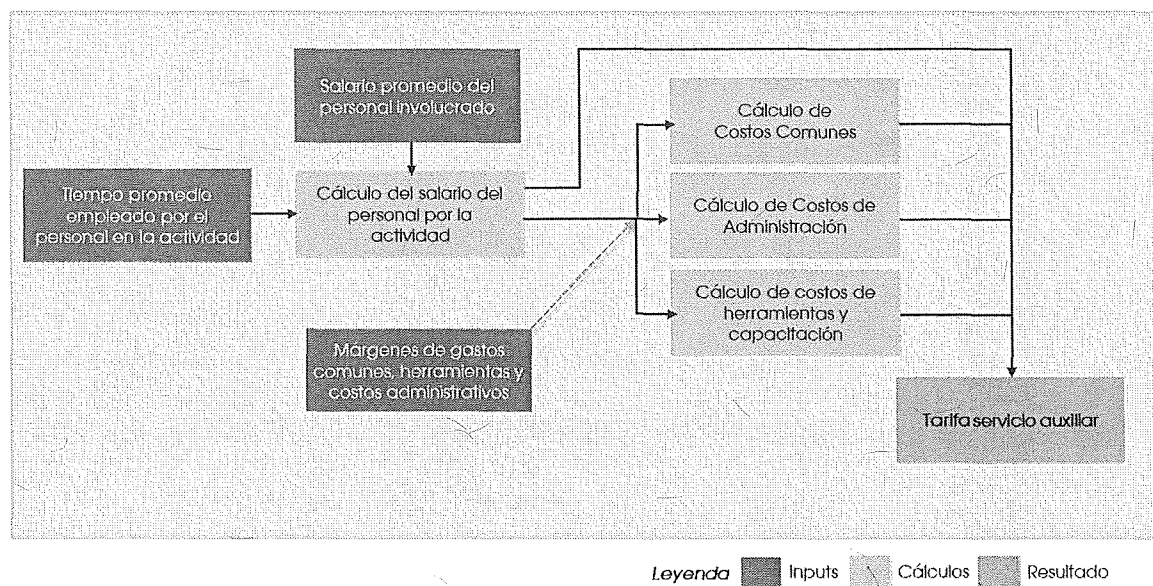 Salario promedio del
personal involucrado
Tiempo promedio
empleado por el
personal en la actividad
Cálculo del salario del
personal por la
actividad
Márgenes de gastos
comunes, herramientas y
costos administrativos
Cálculo de
Costos Comunes
Cálculo de Costos de
Administración
Cálculo de costos de
herramientas y
capacitación
Tarifa servicio auxiliar
Leyenda Inputs Cálculos Resultado